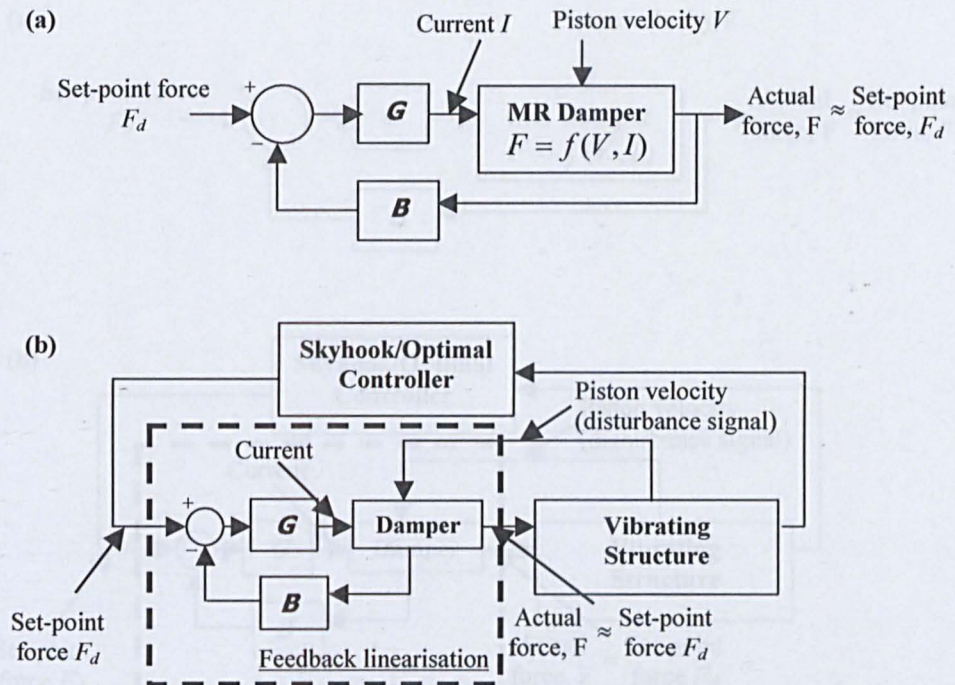 (a)
Current I
Piston velocity V
Set-point force
F_d
+
−
G
MR Damper
F = f(V, I)
Actual force, F ≈ Set-point force, F_d
B
(b)
Skyhook/Optimal
Controller
Piston velocity
(disturbance signal)
Current
+
−
G
Damper
Vibrating
Structure
B
Set-point
force F_d
Actual force, F ≈ Set-point force F_d
Feedback linearisation